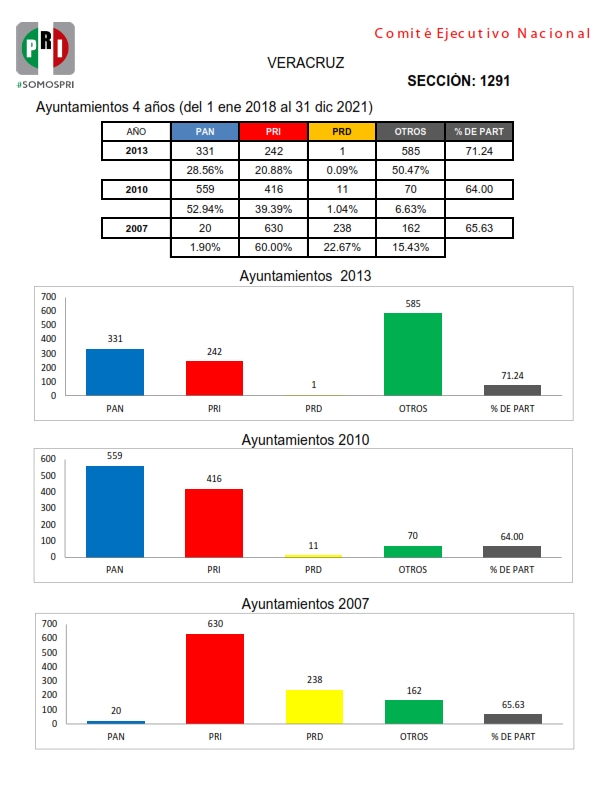 PRI
#SOMOSPRI
Comité Ejecutivo Nacional
VERACRUZ
SECCIÓN: 1291
Ayuntamientos 4 años (del 1 ene 2018 al 31 dic 2021)
AÑO PAN PRI PRD OTROS % DE PART
2013 331 242 1 585 71.24
28.56% 20.88% 0.09% 50.47%
2010 559 416 11 70 64.00
52.94% 39.39% 1.04% 6.63%
2007 20 630 238 162 65.63
1.90% 60.00% 22.67% 15.43%
Ayuntamientos 2013
700
600
500
400
300
200
100
0
331
242
1
585
71.24
PAN PRI PRD OTROS % DE PART
Ayuntamientos 2010
600
500
400
300
200
100
0
559
416
11
70
64.00
PAN PRI PRD OTROS % DE PART
Ayuntamientos 2007
700
600
500
400
300
200
100
0
20
630
238
162
65.63
PAN PRI PRD OTROS % DE PART